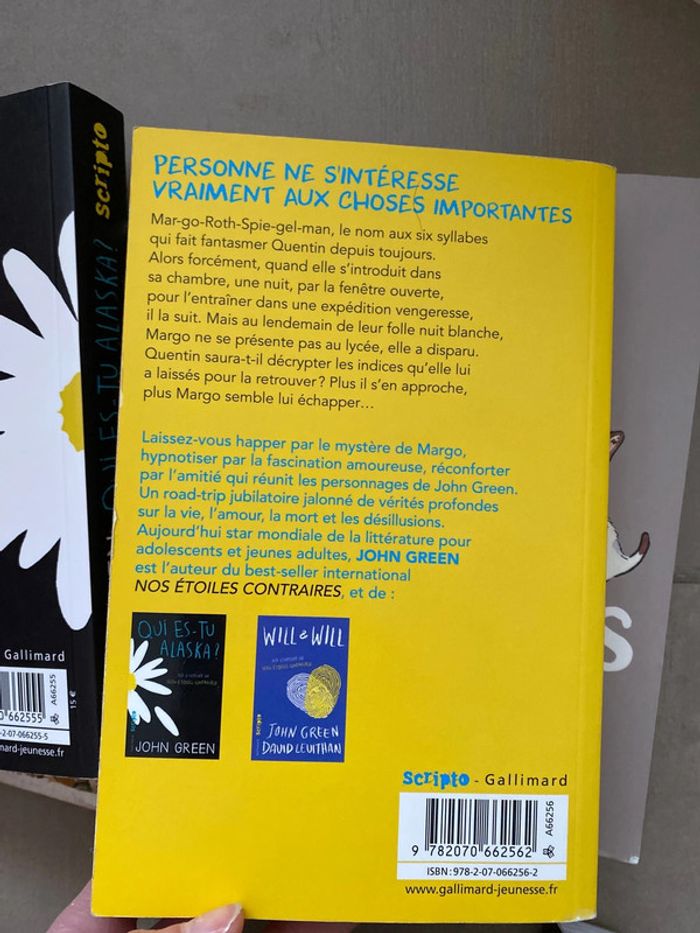 scripto
QUI ES-TU ALASKA?
PERSONNE NE S'INTÉRESSE
VRAIMENT AUX CHOSES IMPORTANTES
Mar-go-Roth-Spie-gel-man, le nom aux six syllabes
qui fait fantasmer Quentin depuis toujours.
Alors forcément, quand elle s'introduit dans
sa chambre, une nuit, par la fenêtre ouverte,
pour l'entraîner dans une expédition vengeresse,
il la suit. Mais au lendemain de leur folle nuit blanche,
Margo ne se présente pas au lycée, elle a disparu.
Quentin saura-t-il décrypter les indices qu'elle lui
a laissés pour la retrouver ? Plus il s'en approche,
plus Margo semble lui échapper…
Laissez-vous happer par le mystère de Margo,
hypnotiser par la fascination amoureuse, réconforter
par l'amitié qui réunit les personnages de John Green.
Un road-trip jubilatoire jalonné de vérités profondes
sur la vie, l'amour, la mort et les désillusions.
Aujourd'hui star mondiale de la littérature pour
adolescents et jeunes adultes, JOHN GREEN
est l'auteur du best-seller international
NOS ÉTOILES CONTRAIRES, et de :
QUI ES-TU
ALASKA?
JOHN GREEN
WILL & WILL
scripto
JOHN GREEN
DAVID LEVITHAN
scripto - Gallimard
A66256
9 782070 662562
ISBN : 978-2-07-066256-2
www.gallimard-jeunesse.fr
Gallimard
A66255
15 €
0 662555
-2-07-066255-5
mard-jeunesse.fr
S